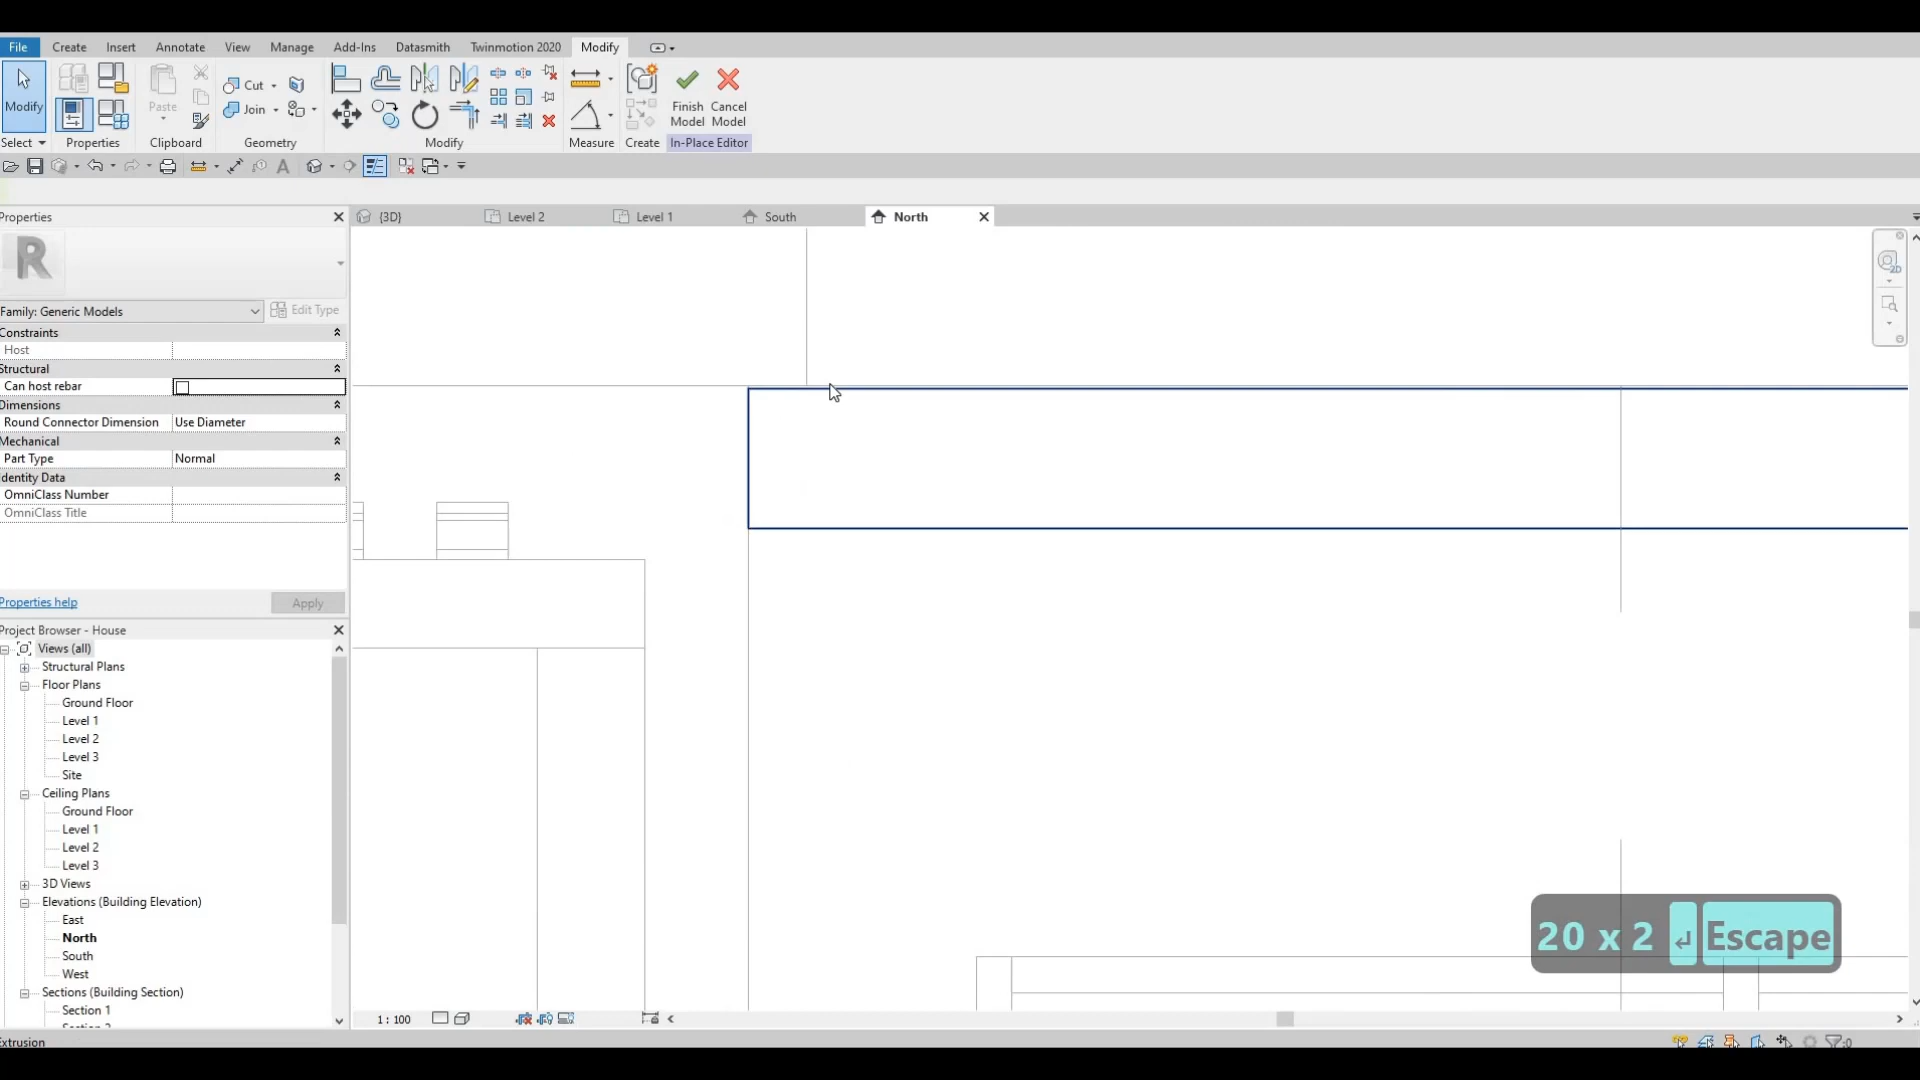 File Create Insert Annotate View Manage Add-Ins Datasmith Twinmotion 2020 Modify
Modify Paste Cut Join Finish Model Cancel Model
Select Properties Clipboard Geometry Modify Measure Create In-Place Editor
Properties {3D} Level 2 Level 1 South North
R
Family: Generic Models Edit Type
Constraints
Host
Structural
Can host rebar
Dimensions
Round Connector Dimension Use Diameter
Mechanical
Part Type Normal
dentity Data
OmniClass Number
OmniClass Title
Properties help Apply
Project Browser - House
Views (all)
Structural Plans
Floor Plans
Ground Floor
Level 1
Level 2
Level 3
Site
Ceiling Plans
Ground Floor
Level 1
Level 2
Level 3
3D Views
Elevations (Building Elevation)
East
North
South
West
Sections (Building Section)
Section 1
1 : 100
20 x 2 ↵ Escape
Extrusion
:0